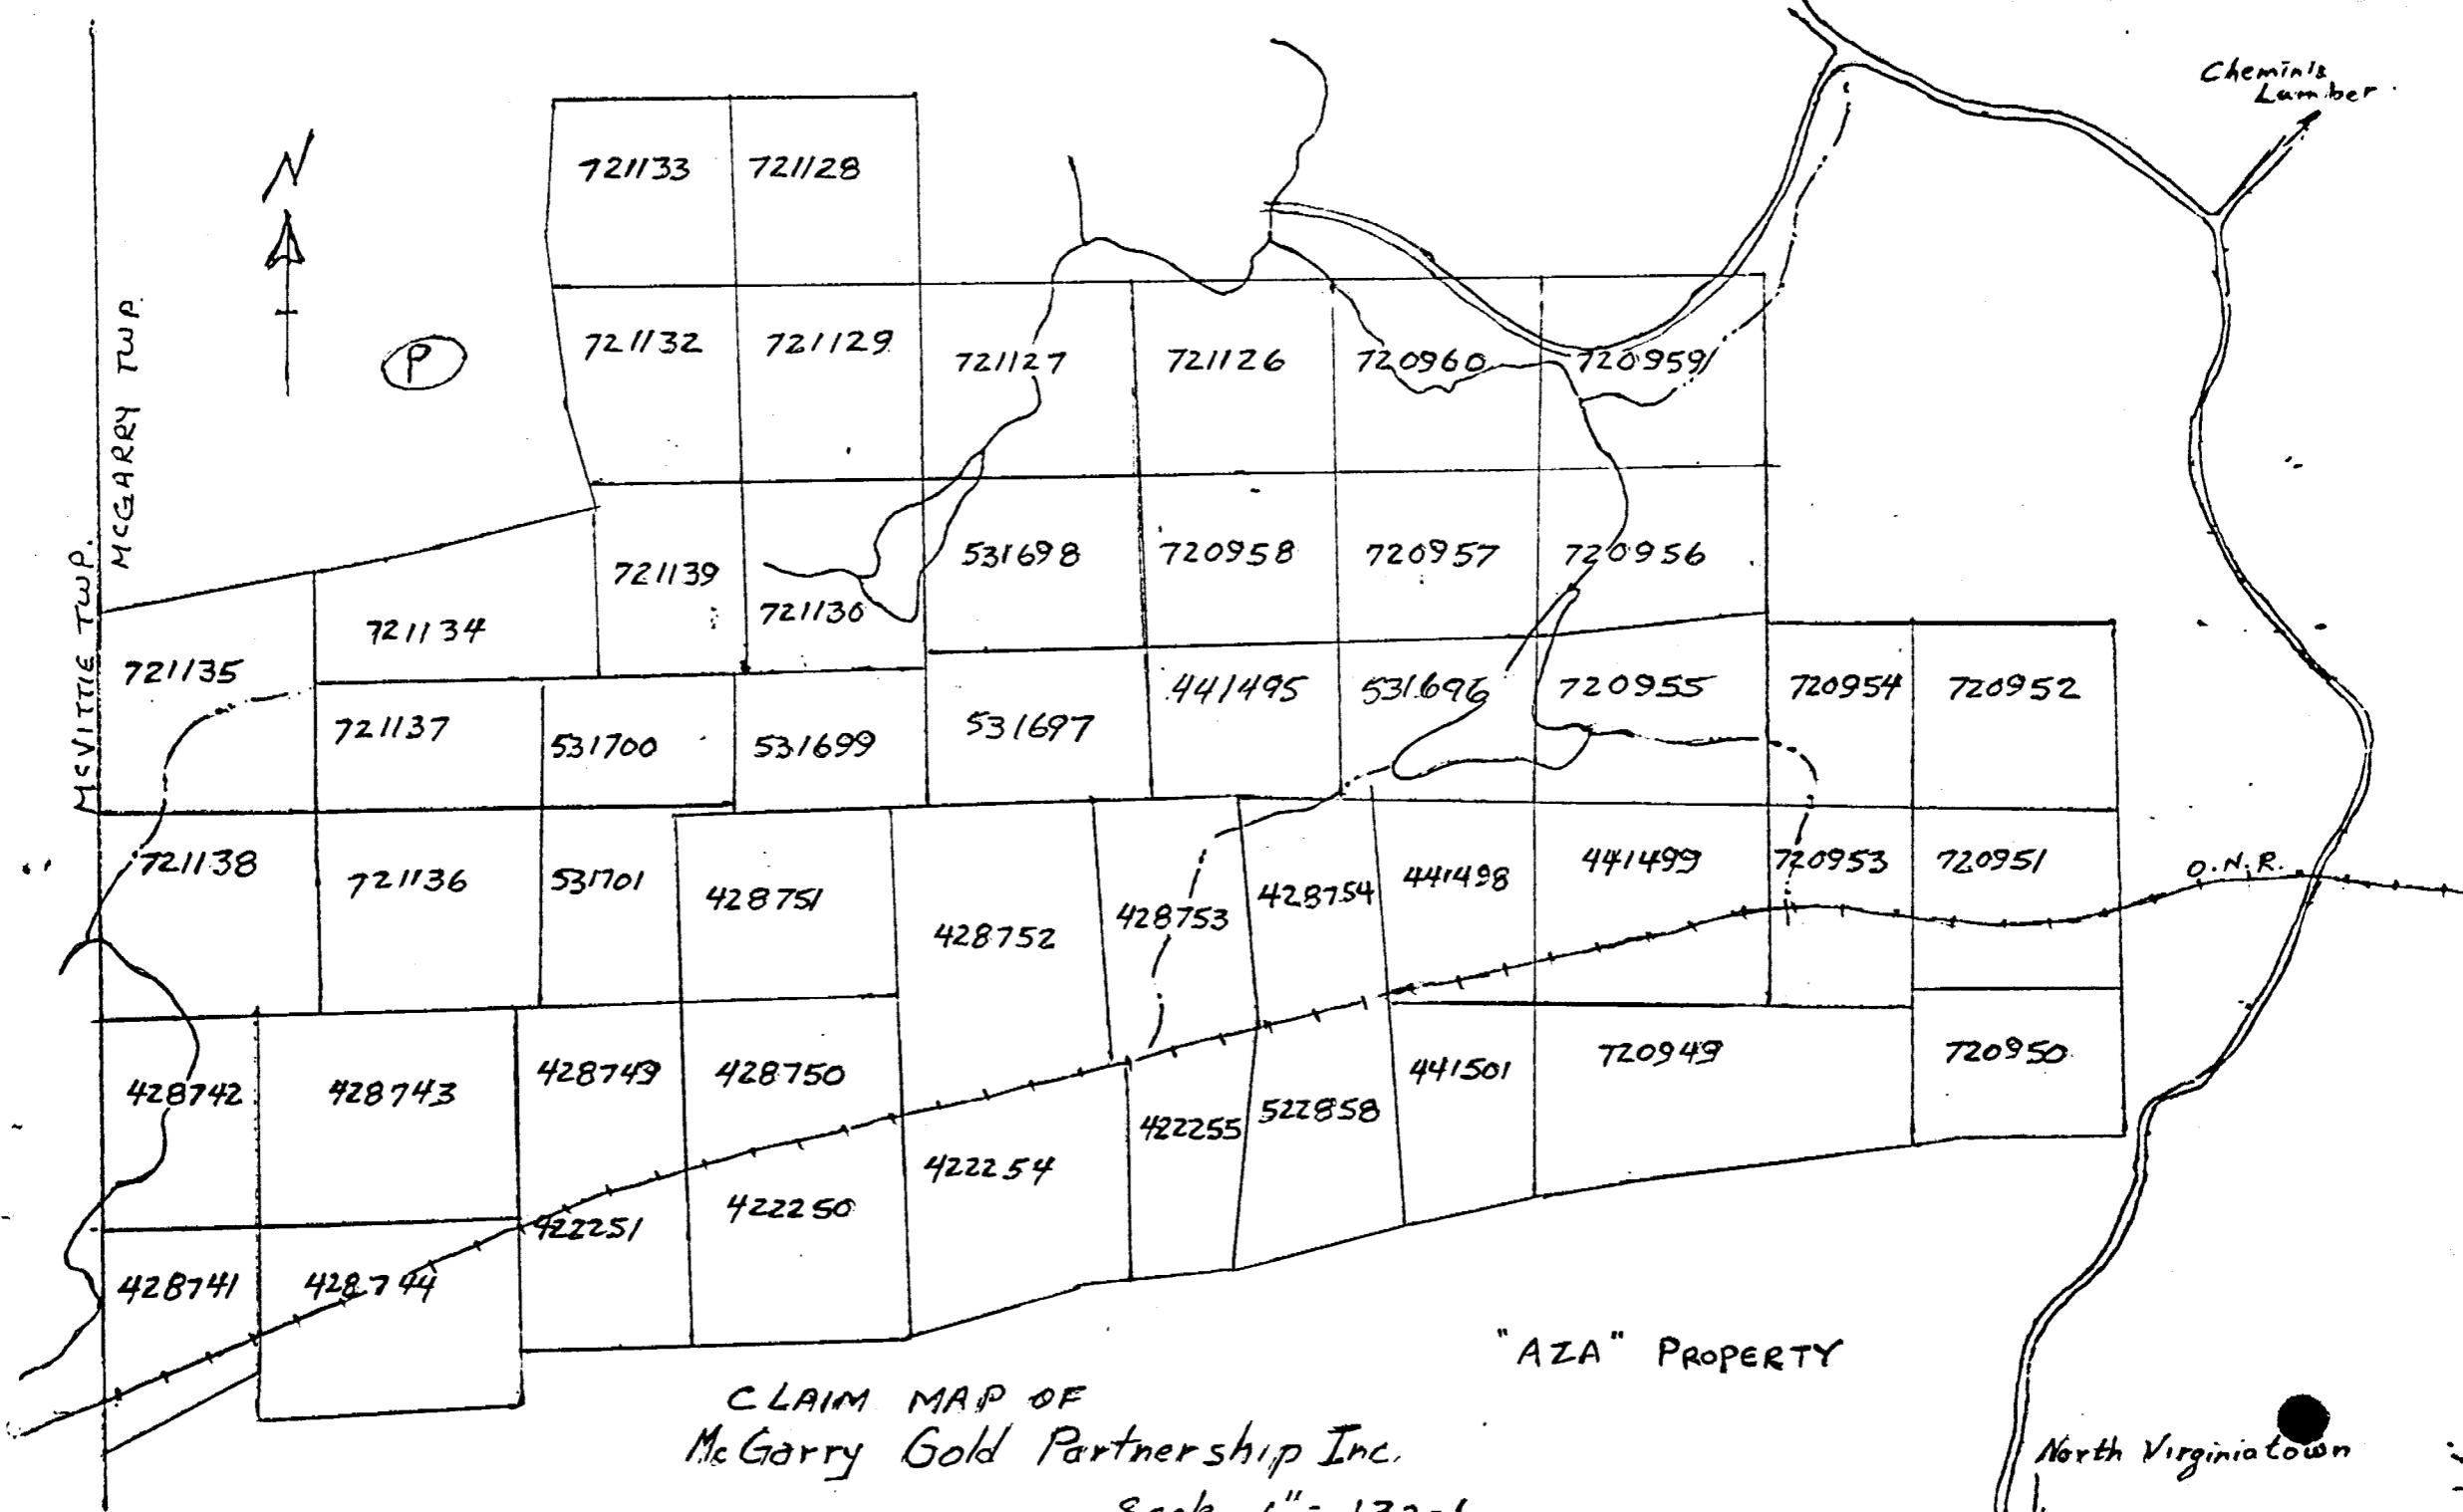 Cheminis
Lumber
N
P
McGARRY TWP.
McVITTIE TWP.
721133 721128
721132 721129 721127 721126 720960 720959
721139 721130 531698 720958 720957 720956
721135 721134
721137 531700 531699 531697 441495 531696 720955 720954 720952
721138 721136 531701 428751 428752 428753 428754 441498 441499 720953 720951
O.N.R.
428742 428743 428749 428750 441501 720949 720950
422254 422255 522858
428741 428744 422251 422250
"AZA" PROPERTY
CLAIM MAP OF
McGarry Gold Partnership Inc.
North Virginiatown